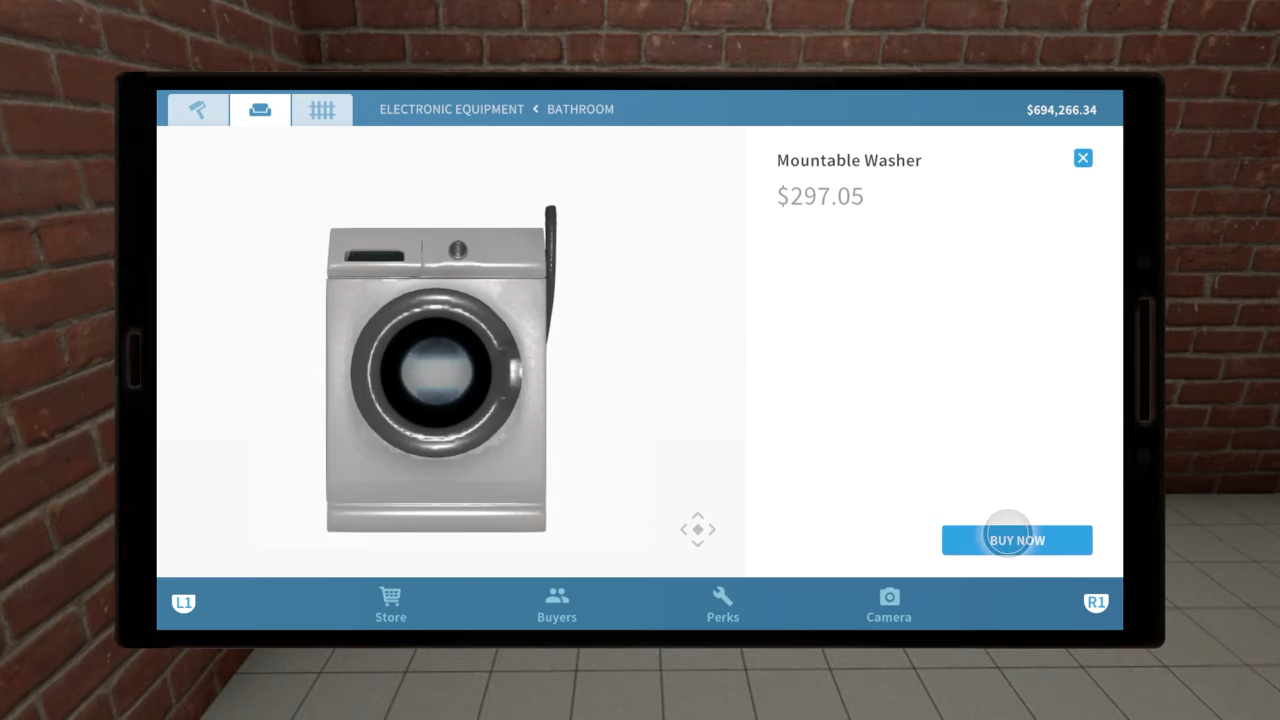 ELECTRONIC EQUIPMENT < BATHROOM
$694,266.34
Mountable Washer
$297.05
BUY NOW
L1
Store
Buyers
Perks
Camera
R1